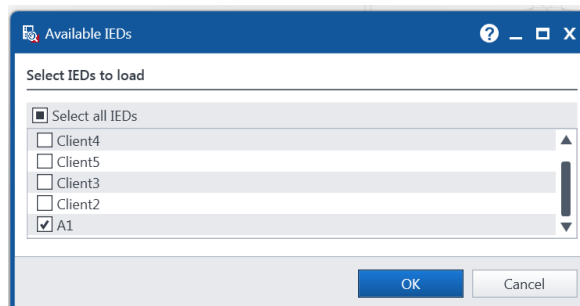 Available IEDs
Select IEDs to load
Select all IEDs
Client4
Client5
Client3
Client2
A1
OK Cancel